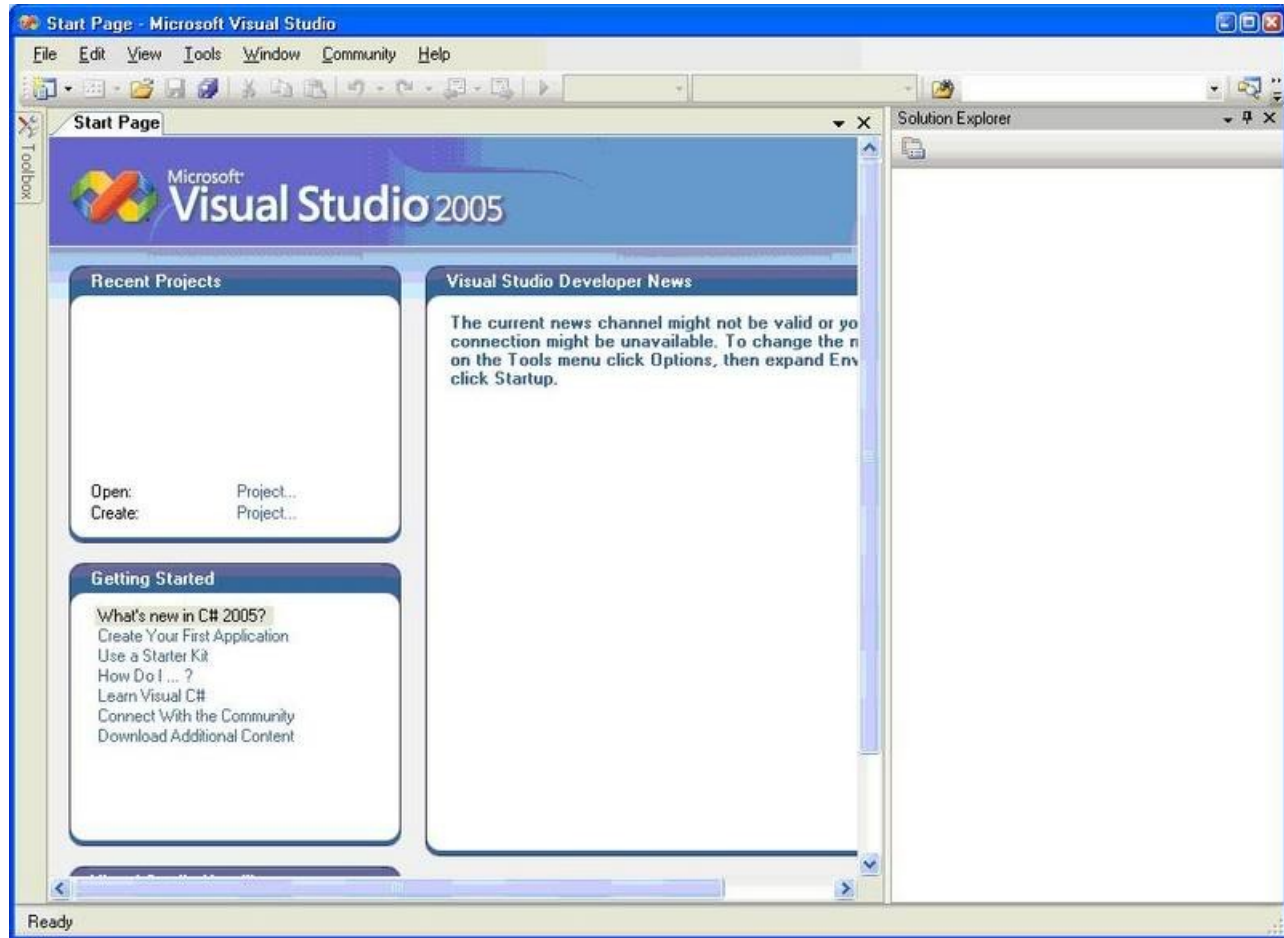 Start Page - Microsoft Visual Studio
File Edit View Tools Window Community Help
Toolbox
Start Page
Solution Explorer
Microsoft
Visual Studio 2005
Recent Projects
Open: Project...
Create: Project...
Visual Studio Developer News
The current news channel might not be valid or yo
connection might be unavailable. To change the n
on the Tools menu click Options, then expand Env
click Startup.
Getting Started
What's new in C# 2005?
Create Your First Application
Use a Starter Kit
How Do I ... ?
Learn Visual C#
Connect With the Community
Download Additional Content
Ready